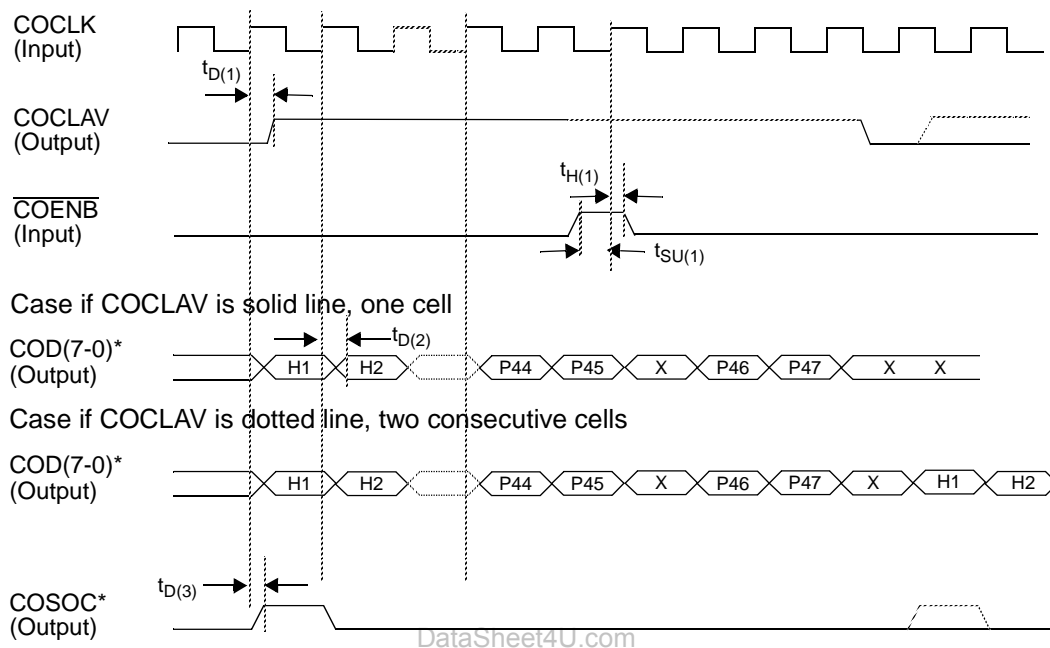 COCLK
(Input)
tD(1)
COCLAV
(Output)
tH(1)
COENB
(Input)
tSU(1)
Case if COCLAV is solid line, one cell
COD(7-0)*
(Output)
tD(2)
H1 H2 P44 P45 X P46 P47 X X
Case if COCLAV is dotted line, two consecutive cells
COD(7-0)*
(Output)
H1 H2 P44 P45 X P46 P47 X H1 H2
tD(3)
COSOC*
(Output)
DataSheet4U.com